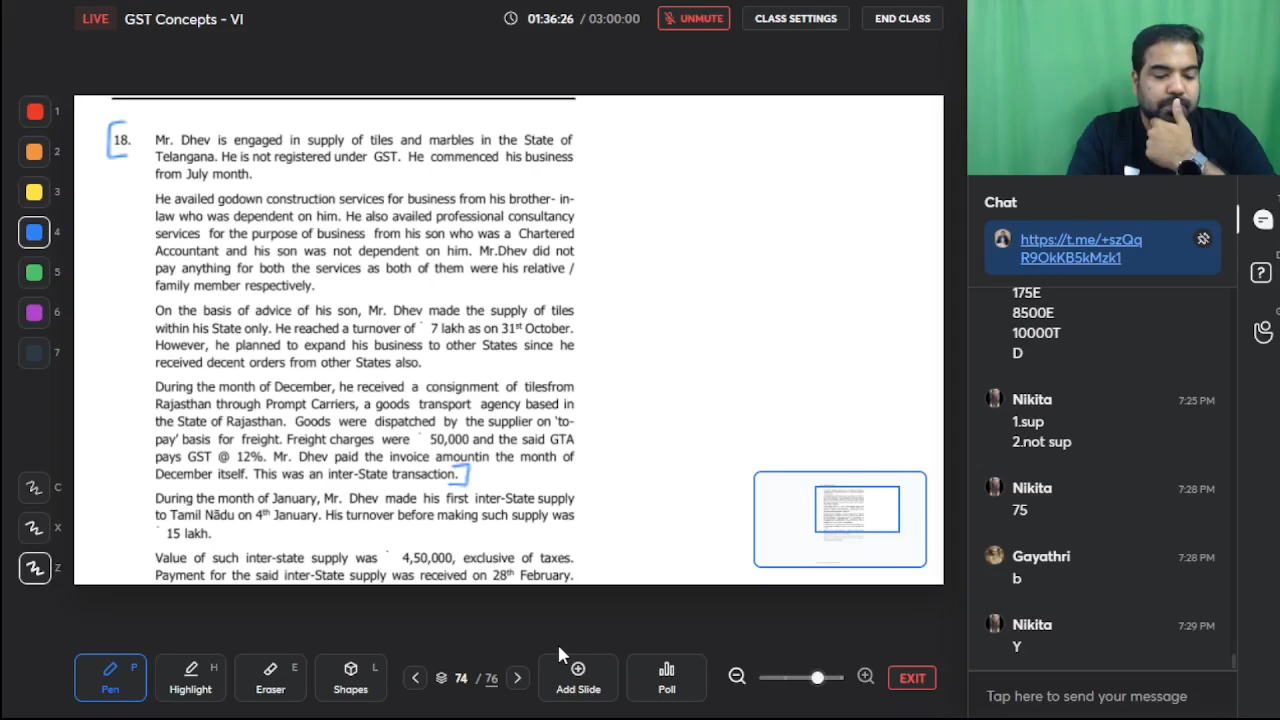 LIVE GST Concepts - VI
01:36:26 / 03:00:00
UNMUTE
CLASS SETTINGS
END CLASS
1
2
3
4
5
6
7
C
X
Z
18. Mr. Dhev is engaged in supply of tiles and marbles in the State of
Telangana. He is not registered under GST. He commenced his business
from July month.
He availed godown construction services for business from his brother- in-
law who was dependent on him. He also availed professional consultancy
services for the purpose of business from his son who was a Chartered
Accountant and his son was not dependent on him. Mr.Dhev did not
pay anything for both the services as both of them were his relative /
family member respectively.
On the basis of advice of his son, Mr. Dhev made the supply of tiles
within his State only. He reached a turnover of ` 7 lakh as on 31st October.
However, he planned to expand his business to other States since he
received decent orders from other States also.
During the month of December, he received a consignment of tilesfrom
Rajasthan through Prompt Carriers, a goods transport agency based in
the State of Rajasthan. Goods were dispatched by the supplier on 'to-
pay' basis for freight. Freight charges were ` 50,000 and the said GTA
pays GST @ 12%. Mr. Dhev paid the invoice amountin the month of
December itself. This was an inter-State transaction.
During the month of January, Mr. Dhev made his first inter-State supply
to Tamil Nādu on 4th January. His turnover before making such supply was
` 15 lakh.
Value of such inter-state supply was ` 4,50,000, exclusive of taxes.
Payment for the said inter-State supply was received on 28th February.
Pen P
Highlight H
Eraser E
Shapes L
74 / 76
Add Slide
Poll
EXIT
Chat
https://t.me/+szQq
R9OkKB5kMzk1
175E
8500E
10000T
D
Nikita 7:25 PM
1.sup
2.not sup
Nikita 7:28 PM
75
Gayathri 7:28 PM
b
Nikita 7:29 PM
Y
Tap here to send your message